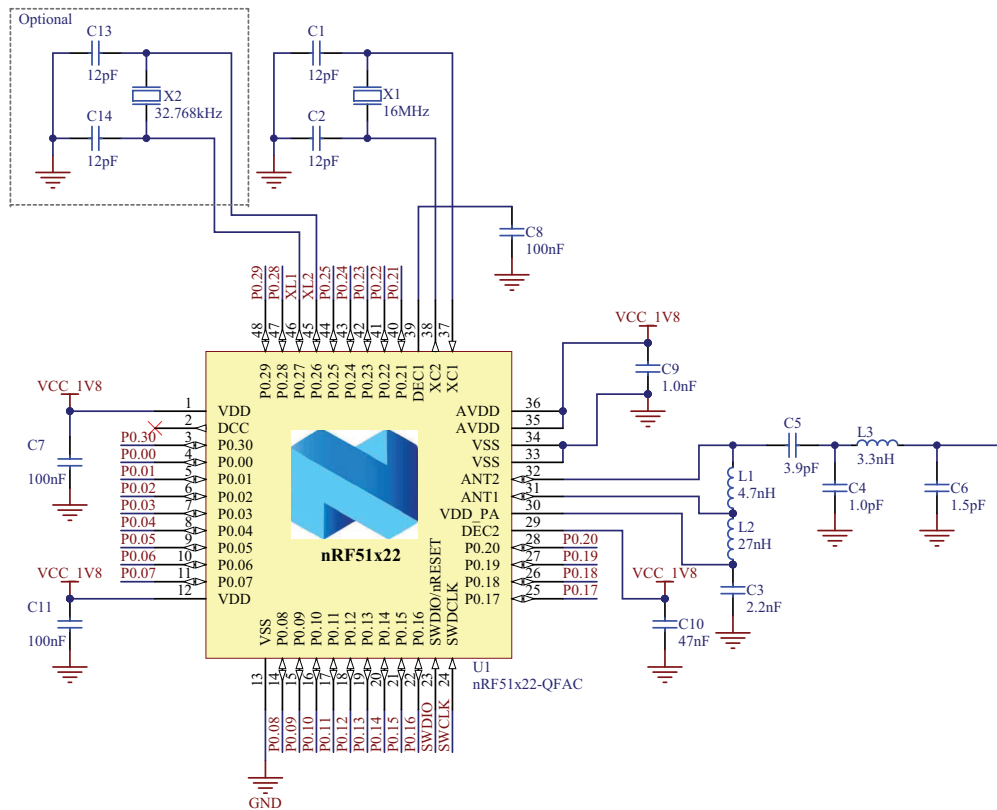 Optional
C13
12pF
X2
32.768kHz
C14
12pF
C1
12pF
X1
16MHz
C2
12pF
C8
100nF
P0.29
P0.28
XL1
XL2
P0.25
P0.24
P0.23
P0.22
P0.21
48
47
46
45
44
43
42
41
40
39
38
37
P0.29
P0.28
P0.27
P0.26
P0.25
P0.24
P0.23
P0.22
P0.21
DEC1
XC2
XC1
VCC_1V8
C7
100nF
VCC_1V8
C11
100nF
P0.30
P0.00
P0.01
P0.02
P0.03
P0.04
P0.05
P0.06
P0.07
1 VDD
2 DCC
3 P0.30
4 P0.00
5 P0.01
6 P0.02
7 P0.03
8 P0.04
9 P0.05
10 P0.06
11 P0.07
12 VDD
nRF51x22
AVDD 36
AVDD 35
VSS 34
VSS 33
ANT2 32
ANT1 31
VDD_PA 30
DEC2 29
P0.20 28 P0.20
P0.19 27 P0.19
P0.18 26 P0.18
P0.17 25 P0.17
VCC_1V8
C9
1.0nF
C5
3.9pF
L3
3.3nH
L1
4.7nH
C4
1.0pF
C6
1.5pF
L2
27nH
C3
2.2nF
VCC_1V8
C10
47nF
VSS
P0.08
P0.09
P0.10
P0.11
P0.12
P0.13
P0.14
P0.15
P0.16
SWDIO/nRESET
SWDCLK
13
14
15
16
17
18
19
20
21
22
23
24
U1
nRF51x22-QFAC
P0.08
P0.09
P0.10
P0.11
P0.12
P0.13
P0.14
P0.15
P0.16
SWDIO
SWCLK
GND